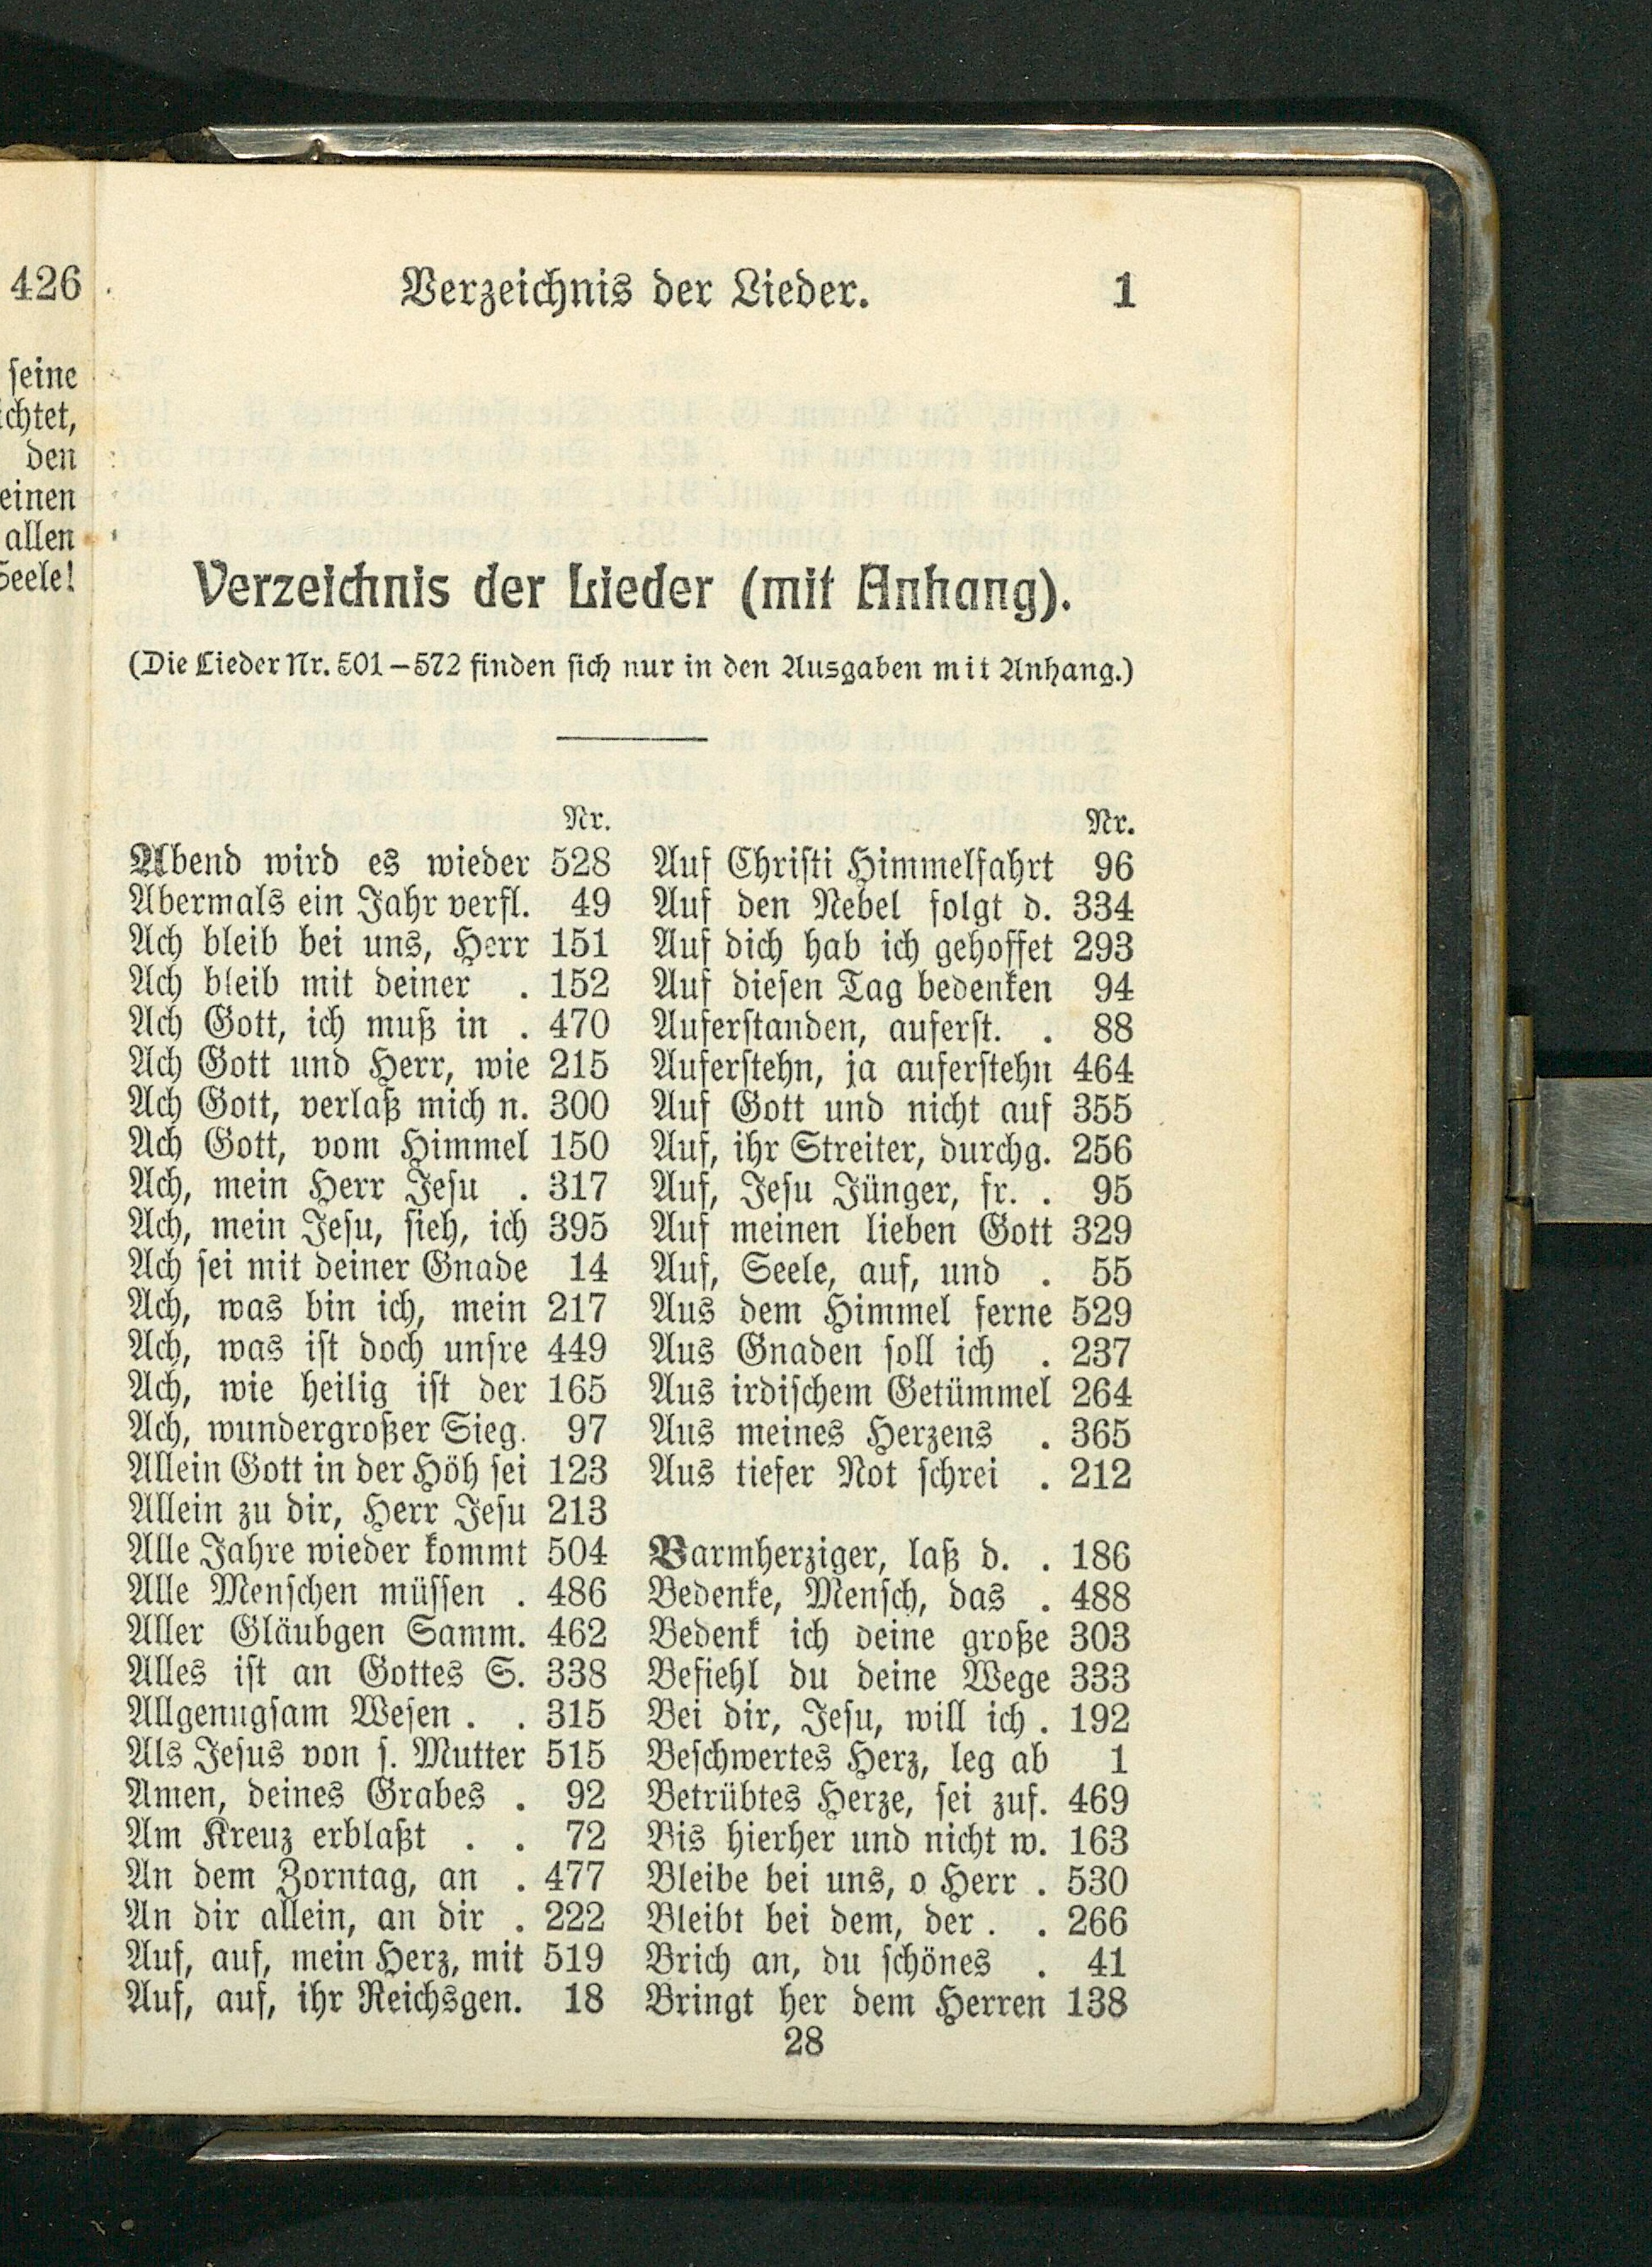 426
seine
ichtet,
den
einen
allen
Seele!
Verzeichnis der Lieder. 1
Verzeichnis der Lieder (mit Anhang).
(Die Lieder Nr. 501–572 finden sich nur in den Ausgaben mit Anhang.)
Nr.
Abend wird es wieder 528
Abermals ein Jahr verfl. 49
Ach bleib bei uns, Herr 151
Ach bleib mit deiner . 152
Ach Gott, ich muß in . 470
Ach Gott und Herr, wie 215
Ach Gott, verlaß mich n. 300
Ach Gott, vom Himmel 150
Ach, mein Herr Jesu . 317
Ach, mein Jesu, sieh, ich 395
Ach sei mit deiner Gnade 14
Ach, was bin ich, mein 217
Ach, was ist doch unsre 449
Ach, wie heilig ist der 165
Ach, wundergroßer Sieg. 97
Allein Gott in der Höh sei 123
Allein zu dir, Herr Jesu 213
Alle Jahre wieder kommt 504
Alle Menschen müssen . 486
Aller Gläubgen Samm. 462
Alles ist an Gottes S. 338
Allgenugsam Wesen . . 315
Als Jesus von s. Mutter 515
Amen, deines Grabes . 92
Am Kreuz erblaßt . . 72
An dem Zorntag, an . 477
An dir allein, an dir . 222
Auf, auf, mein Herz, mit 519
Auf, auf, ihr Reichsgen. 18
Nr.
Auf Christi Himmelfahrt 96
Auf den Nebel folgt d. 334
Auf dich hab ich gehoffet 293
Auf diesen Tag bedenken 94
Auferstanden, auferst. . 88
Auferstehn, ja auferstehn 464
Auf Gott und nicht auf 355
Auf, ihr Streiter, durchg. 256
Auf, Jesu Jünger, fr. . 95
Auf meinen lieben Gott 329
Auf, Seele, auf, und . 55
Aus dem Himmel ferne 529
Aus Gnaden soll ich . 237
Aus irdischem Getümmel 264
Aus meines Herzens . 365
Aus tiefer Not schrei . 212
Barmherziger, laß d. . 186
Bedenke, Mensch, das . 488
Bedenk ich deine große 303
Befiehl du deine Wege 333
Bei dir, Jesu, will ich . 192
Beschwertes Herz, leg ab 1
Betrübtes Herze, sei zuf. 469
Bis hierher und nicht w. 163
Bleibe bei uns, o Herr . 530
Bleibt bei dem, der . . 266
Brich an, du schönes . 41
Bringt her dem Herren 138
28